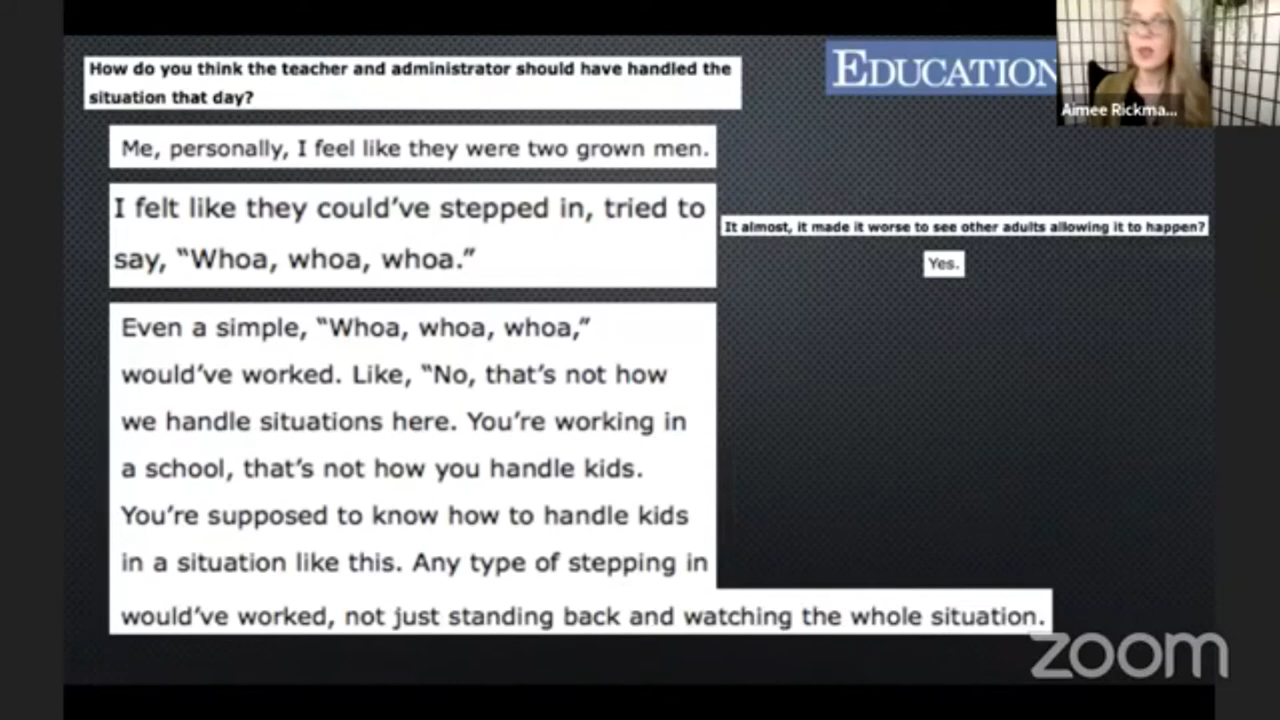 How do you think the teacher and administrator should have handled the
situation that day?
EDUCATION
Aimee Rickma...
Me, personally, I feel like they were two grown men.
I felt like they could've stepped in, tried to
say, “Whoa, whoa, whoa.”
It almost, it made it worse to see other adults allowing it to happen?
Yes.
Even a simple, “Whoa, whoa, whoa,”
would've worked. Like, “No, that's not how
we handle situations here. You're working in
a school, that's not how you handle kids.
You're supposed to know how to handle kids
in a situation like this. Any type of stepping in
would've worked, not just standing back and watching the whole situation.
zoom